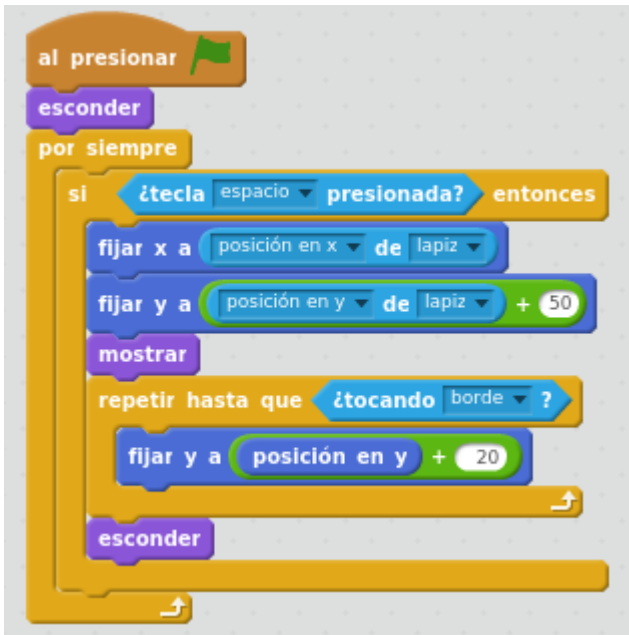 al presionar
esconder
por siempre
si ¿tecla espacio presionada? entonces
fijar x a posición en x de lapiz
fijar y a posición en y de lapiz + 50
mostrar
repetir hasta que ¿tocando borde ?
fijar y a posición en y + 20
esconder